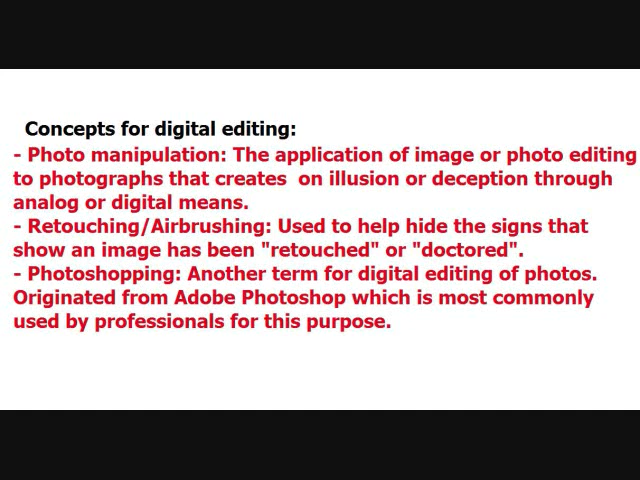 Concepts for digital editing:
- Photo manipulation: The application of image or photo editing
to photographs that creates  on illusion or deception through
analog or digital means.
- Retouching/Airbrushing: Used to help hide the signs that
show an image has been "retouched" or "doctored".
- Photoshopping: Another term for digital editing of photos.
Originated from Adobe Photoshop which is most commonly
used by professionals for this purpose.